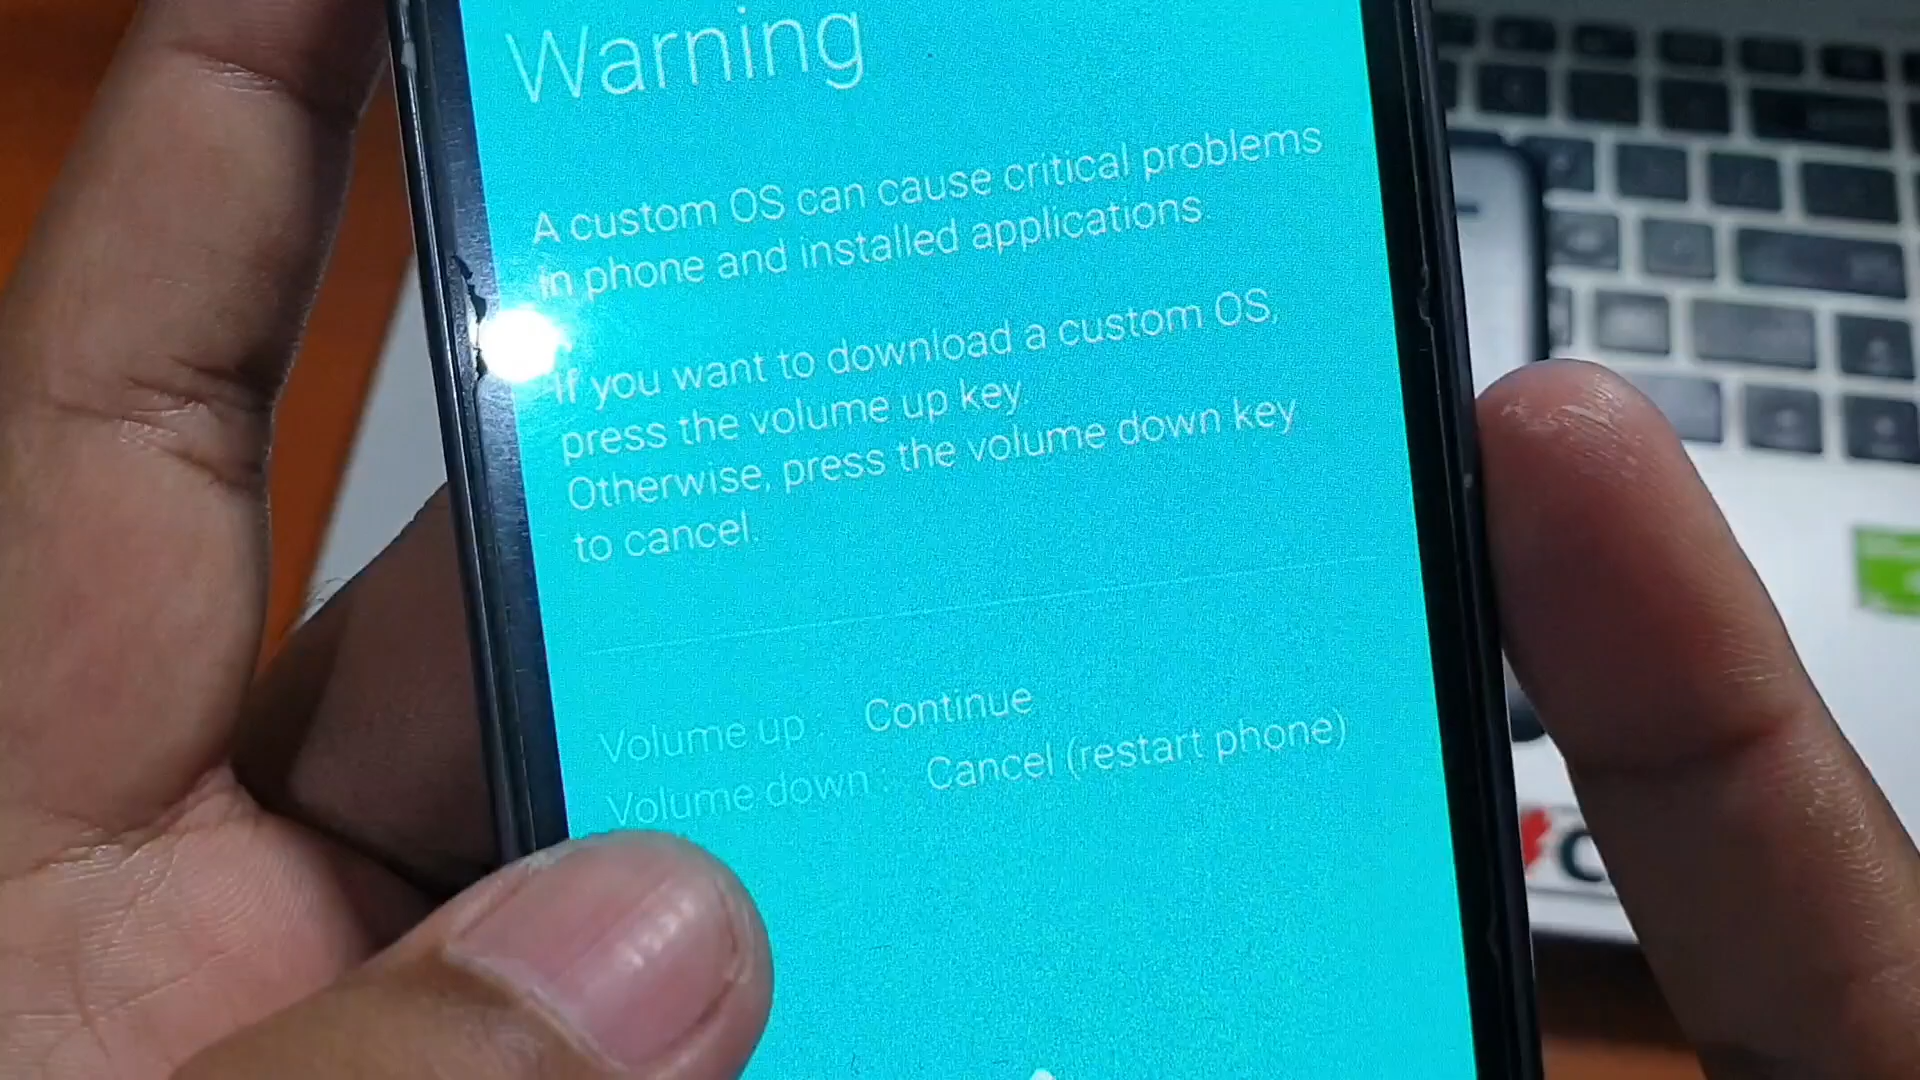 Warning
A custom OS can cause critical problems
in phone and installed applications.
If you want to download a custom OS,
press the volume up key.
Otherwise, press the volume down key
to cancel.
Volume up : Continue
Volume down : Cancel (restart phone)